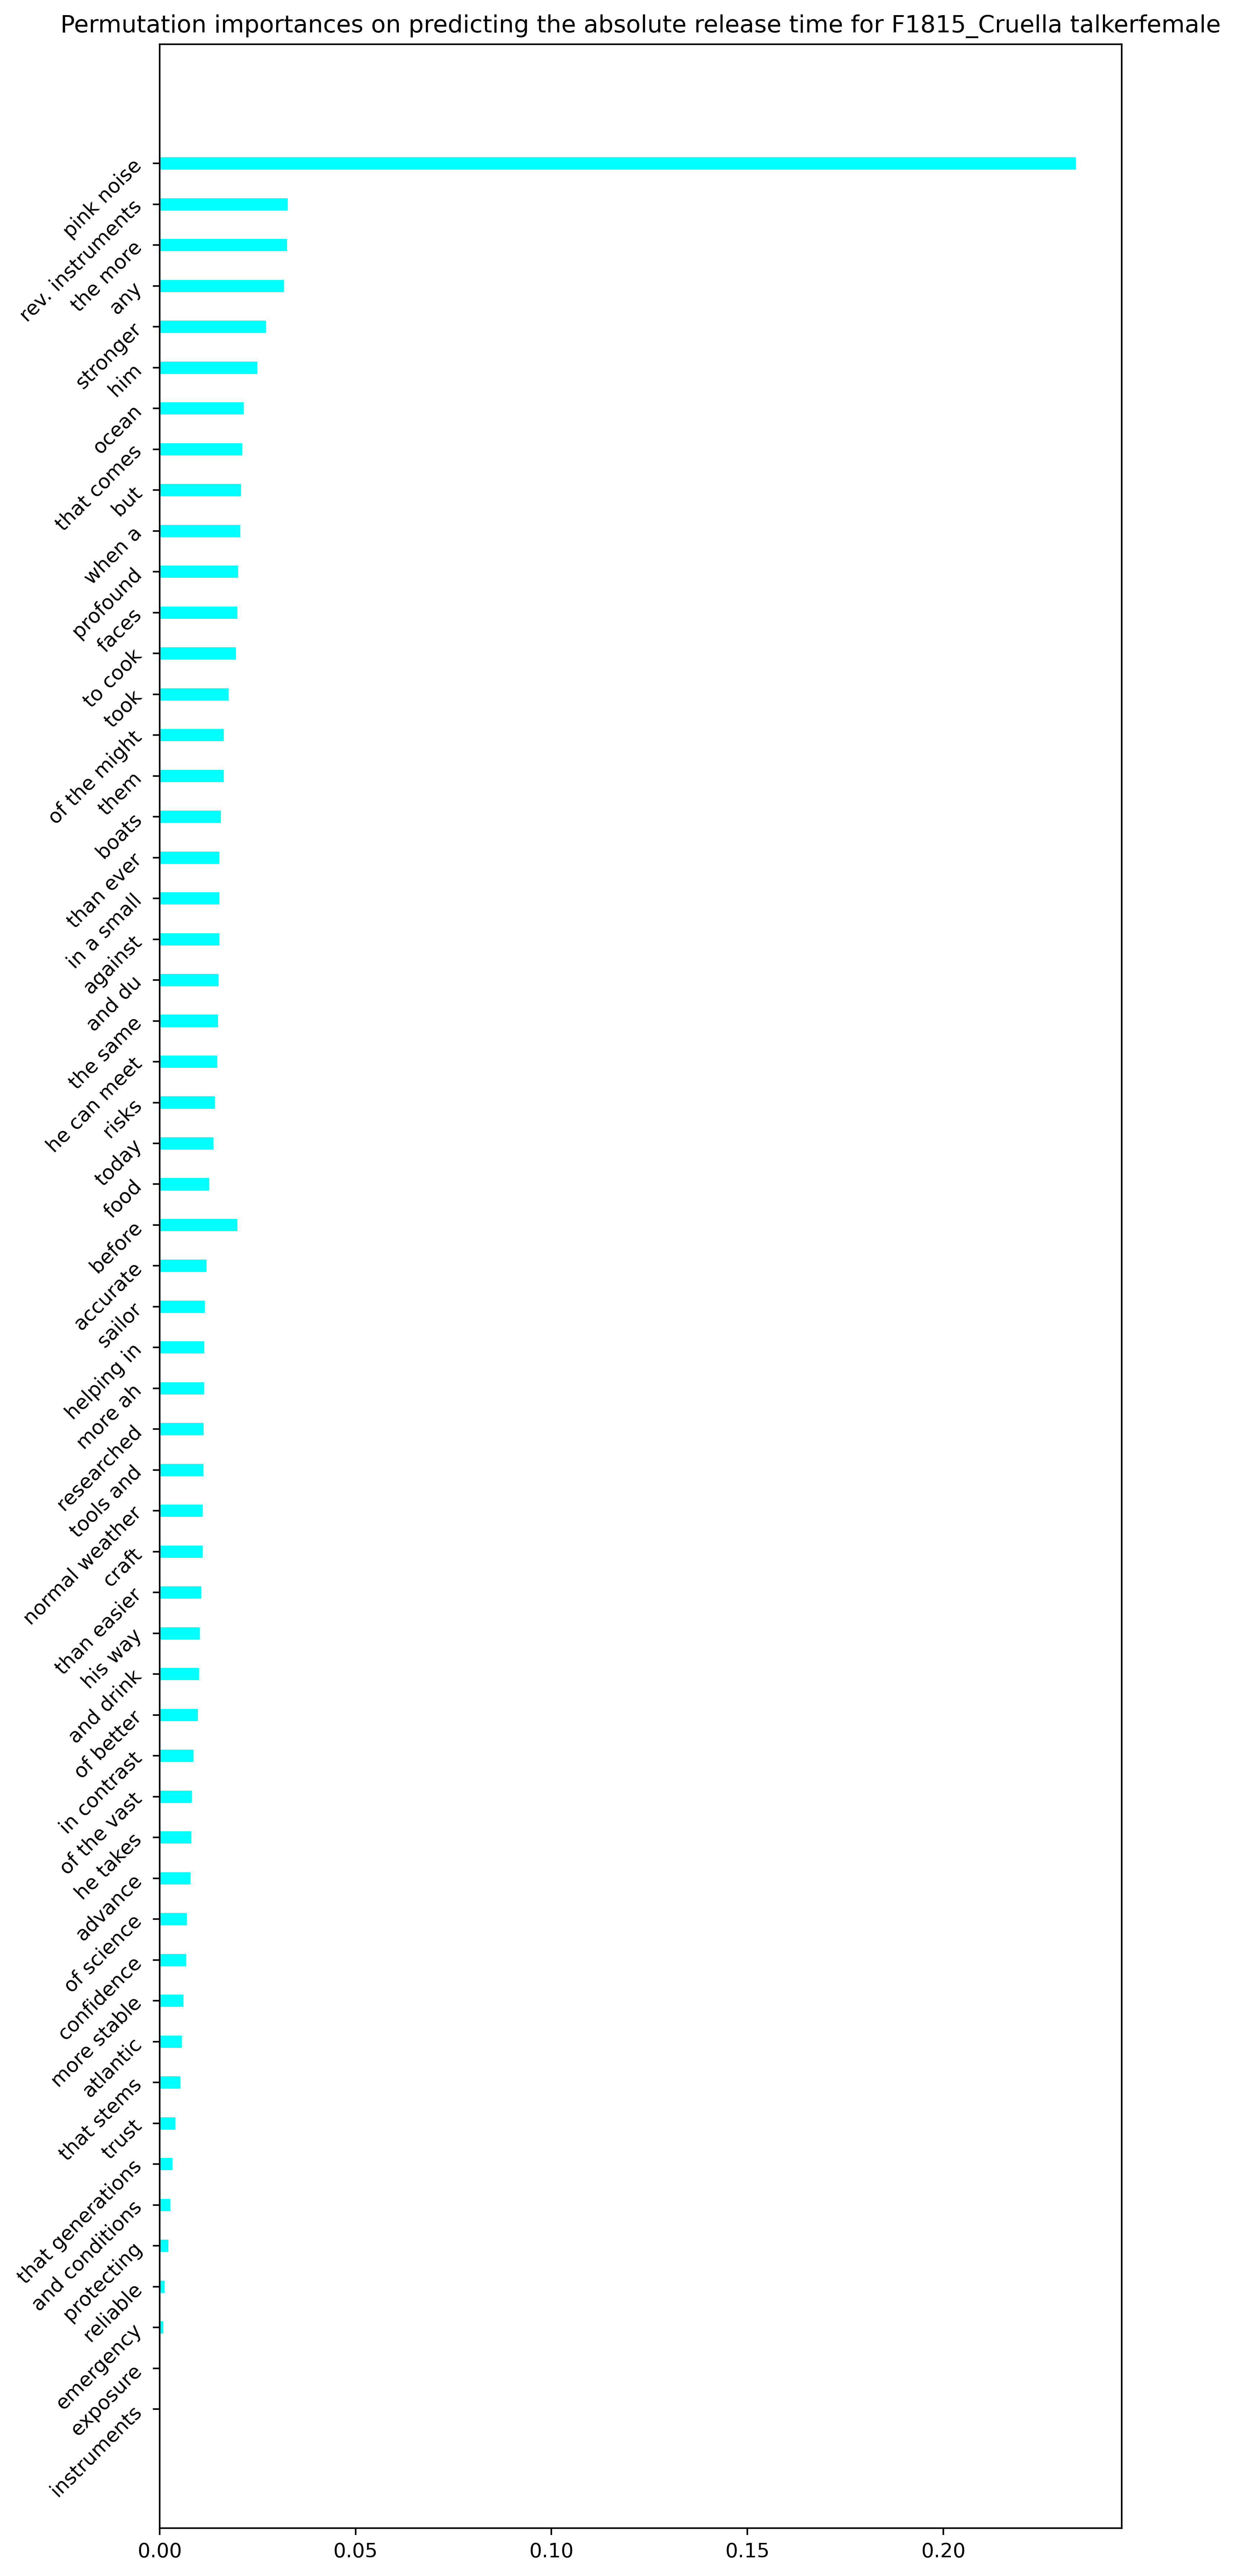 Permutation importances on predicting the absolute release time for F1815_Cruella talkerfemale
pink noise
rev. instruments
the more
any
stronger
him
ocean
that comes
but
when a
profound
faces
to cook
took
of the might
them
boats
than ever
in a small
against
and du
the same
he can meet
risks
today
food
before
accurate
sailor
helping in
more ah
researched
tools and
normal weather
craft
than easier
his way
and drink
of better
in contrast
of the vast
he takes
advance
of science
confidence
more stable
atlantic
that stems
trust
that generations
and conditions
protecting
reliable
emergency
exposure
instruments
0.00 0.05 0.10 0.15 0.20